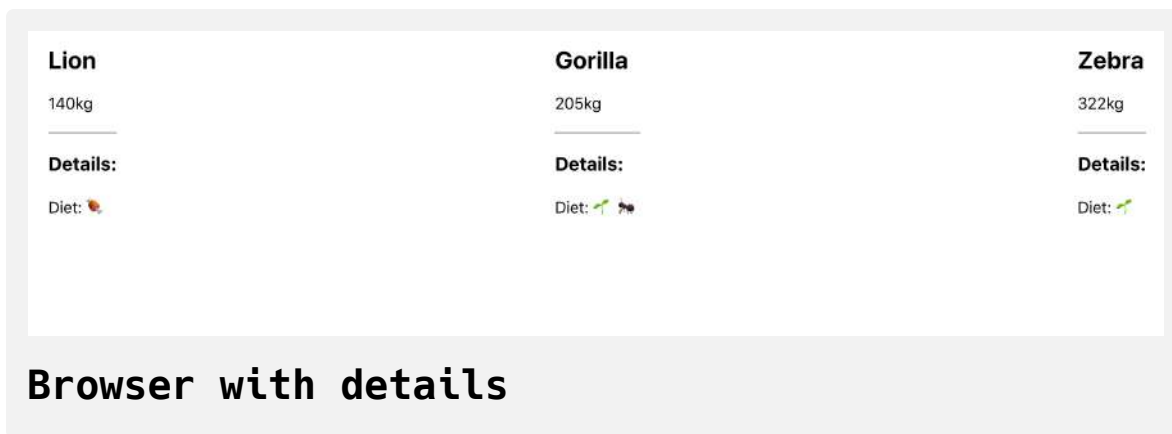 Lion
140kg
Details:
Diet: 🍖
Gorilla
205kg
Details:
Diet: 🌱 🐜
Zebra
322kg
Details:
Diet: 🌱
Browser with details